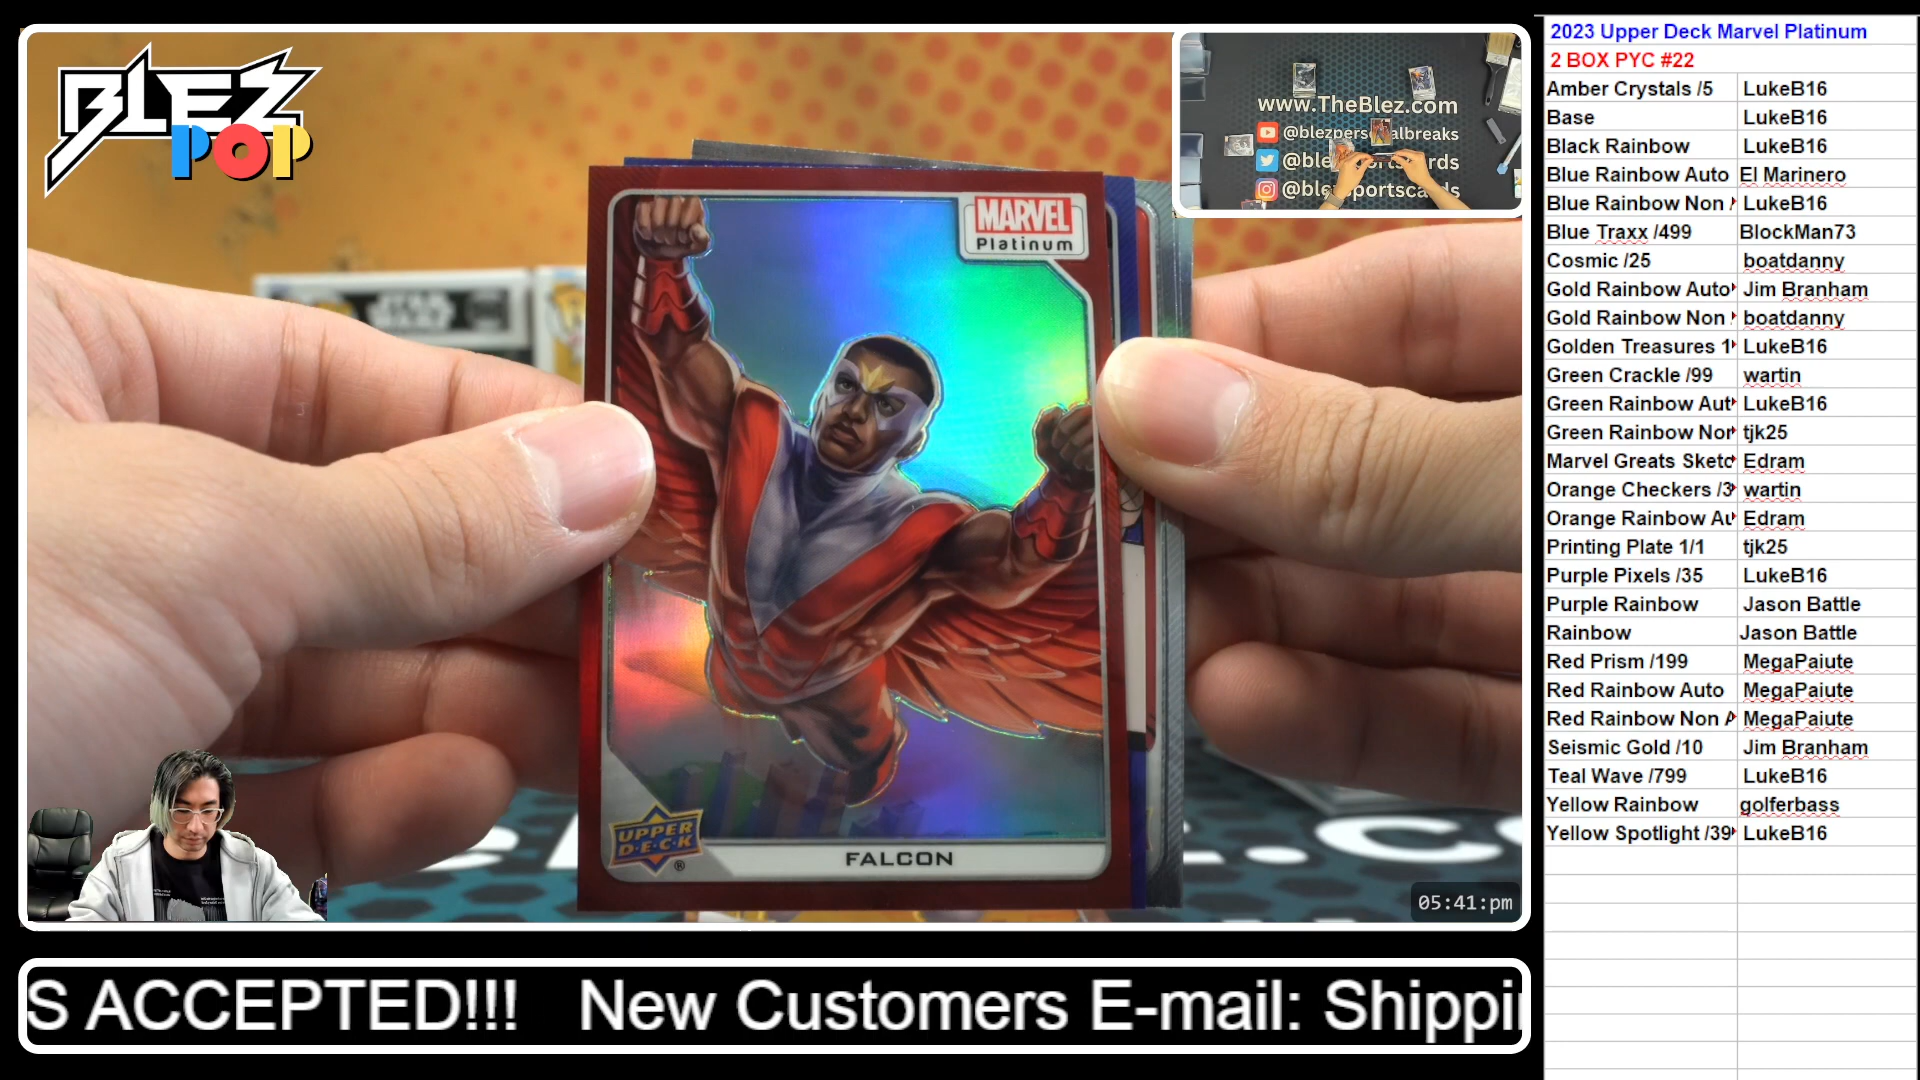 BLEZ
POP
MARVEL
Platinum
UPPER
D·E·C·K
®
FALCON
STAR
WARS
www.TheBlez.com
05:41:pm
S ACCEPTED!!! New Customers E-mail: Shippi
2023 Upper Deck Marvel Platinum
2 BOX PYC #22
Amber Crystals /5 LukeB16
Base LukeB16
Black Rainbow LukeB16
Blue Rainbow Auto El Marinero
Blue Rainbow Non LukeB16
Blue Traxx /499 BlockMan73
Cosmic /25 boatdanny
Gold Rainbow Auto Jim Branham
Gold Rainbow Non boatdanny
Golden Treasures 1 LukeB16
Green Crackle /99 wartin
Green Rainbow Aut LukeB16
Green Rainbow Nor tjk25
Marvel Greats Sketc Edram
Orange Checkers /3 wartin
Orange Rainbow Au Edram
Printing Plate 1/1 tjk25
Purple Pixels /35 LukeB16
Purple Rainbow Jason Battle
Rainbow Jason Battle
Red Prism /199 MegaPaiute
Red Rainbow Auto MegaPaiute
Red Rainbow Non A MegaPaiute
Seismic Gold /10 Jim Branham
Teal Wave /799 LukeB16
Yellow Rainbow golferbass
Yellow Spotlight /39 LukeB16